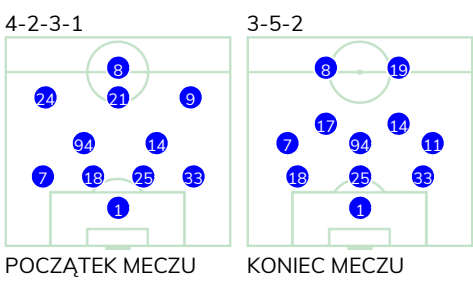 4-2-3-1
8
24 21 9
94 14
7 18 25 33
1
POCZĄTEK MECZU
3-5-2
8 19
17 14
7 94 11
18 25 33
1
KONIEC MECZU